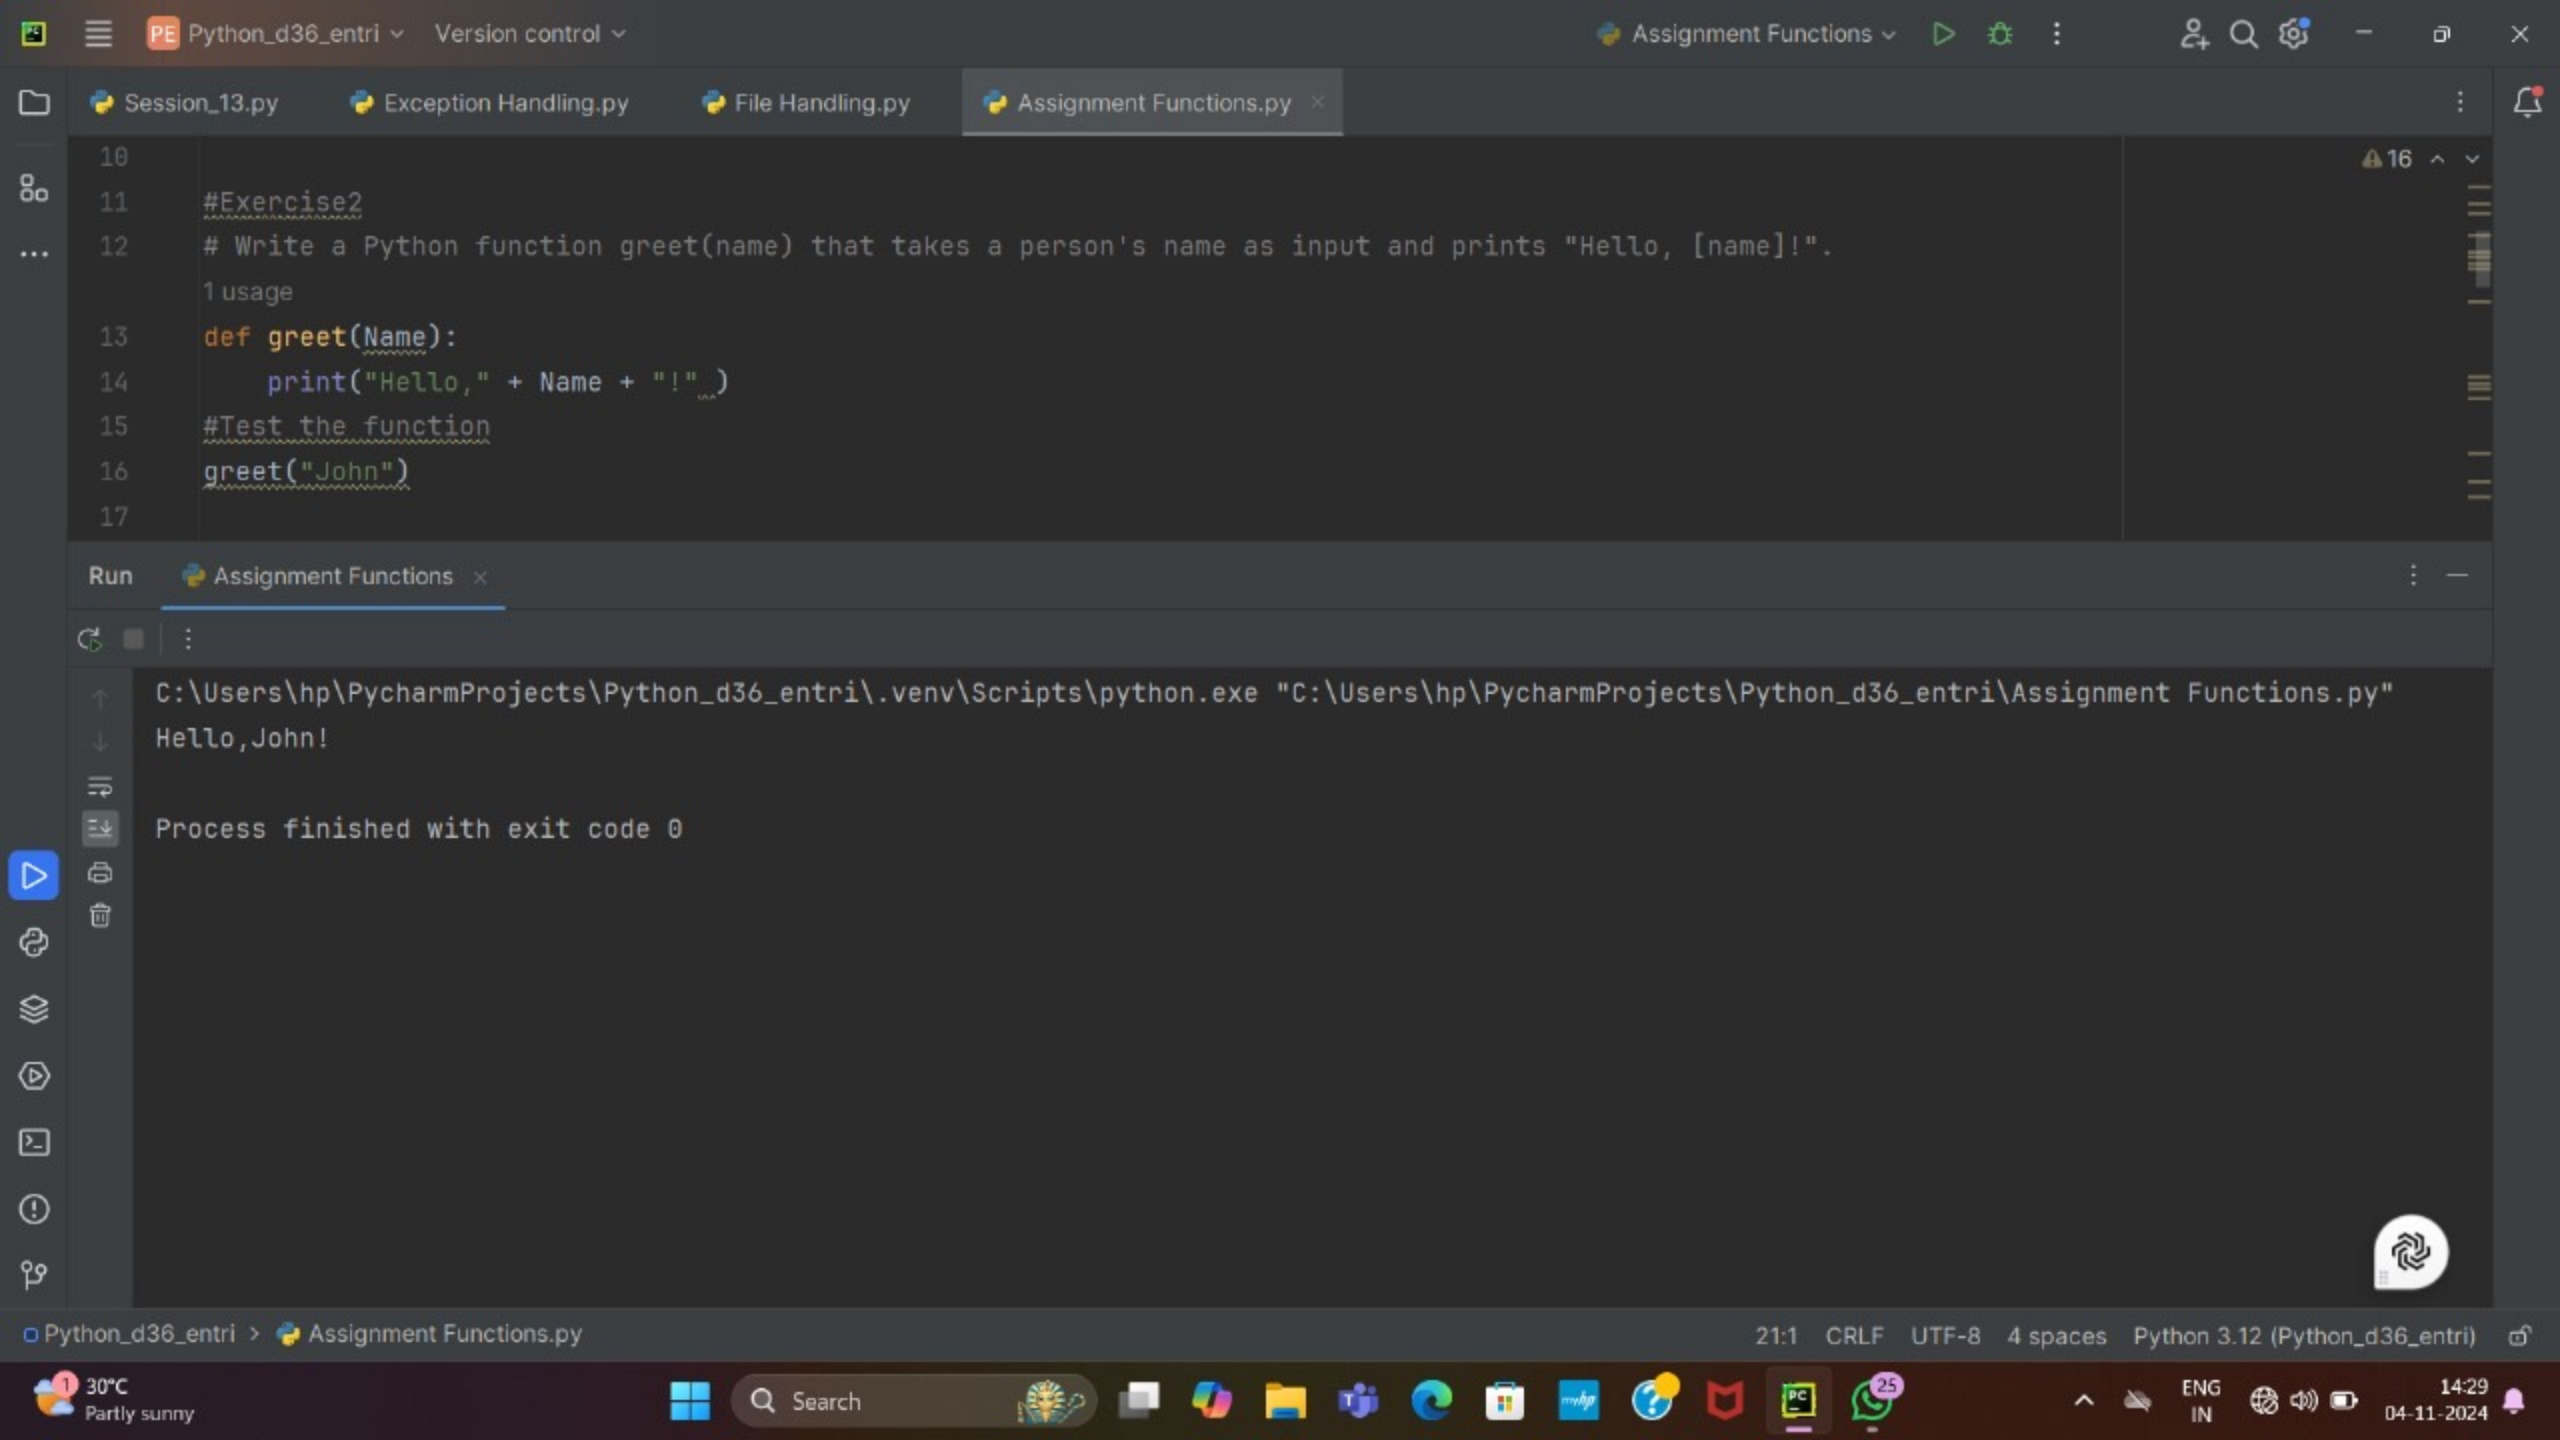 PE Python_d36_entri Version control Assignment Functions
Session_13.py Exception Handling.py File Handling.py Assignment Functions.py
10
16
11 #Exercise2
12 # Write a Python function greet(name) that takes a person's name as input and prints "Hello, [name]!".
1 usage
13 def greet(Name):
14 print("Hello," + Name + "!" )
15 #Test the function
16 greet("John")
17
Run Assignment Functions
C:\Users\hp\PycharmProjects\Python_d36_entri\.venv\Scripts\python.exe "C:\Users\hp\PycharmProjects\Python_d36_entri\Assignment Functions.py"
Hello,John!
Process finished with exit code 0
Python_d36_entri > Assignment Functions.py 21:1 CRLF UTF-8 4 spaces Python 3.12 (Python_d36_entri)
1 30°C
Partly sunny
Search
myhp
PC
25
ENG
IN
14:29
04-11-2024